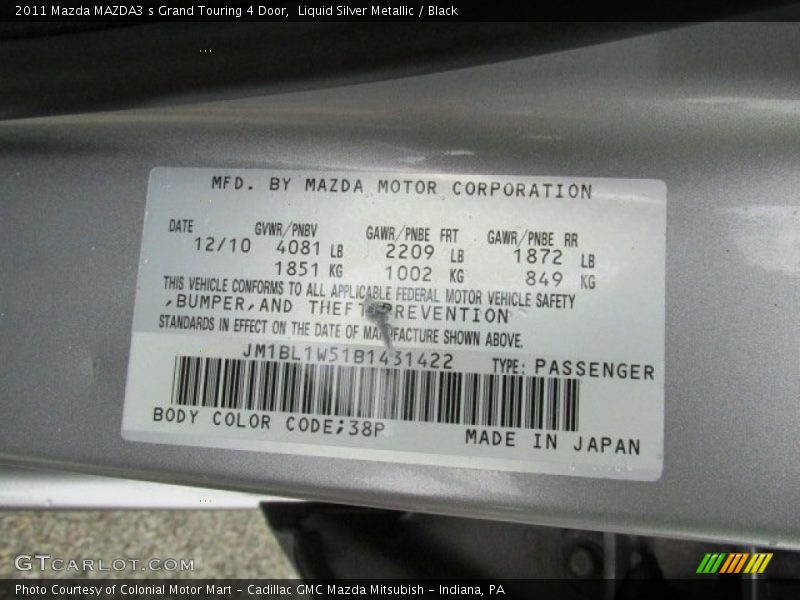 2011 Mazda MAZDA3 s Grand Touring 4 Door,  Liquid Silver Metallic / Black
MFD. BY MAZDA MOTOR CORPORATION
DATE GVWR/PNBV GAWR/PNBE FRT GAWR/PNBE RR
12/10 4081 LB 2209 LB 1872 LB
1851 KG 1002 KG 849 KG
THIS VEHICLE CONFORMS TO ALL APPLICABLE FEDERAL MOTOR VEHICLE SAFETY
,BUMPER,AND THEFT PREVENTION
STANDARDS IN EFFECT ON THE DATE OF MANUFACTURE SHOWN ABOVE.
JM1BL1W51B1431422 TYPE: PASSENGER
BODY COLOR CODE;38P MADE IN JAPAN
GTCARLOT.COM
Photo Courtesy of Colonial Motor Mart - Cadillac GMC Mazda Mitsubish - Indiana, PA